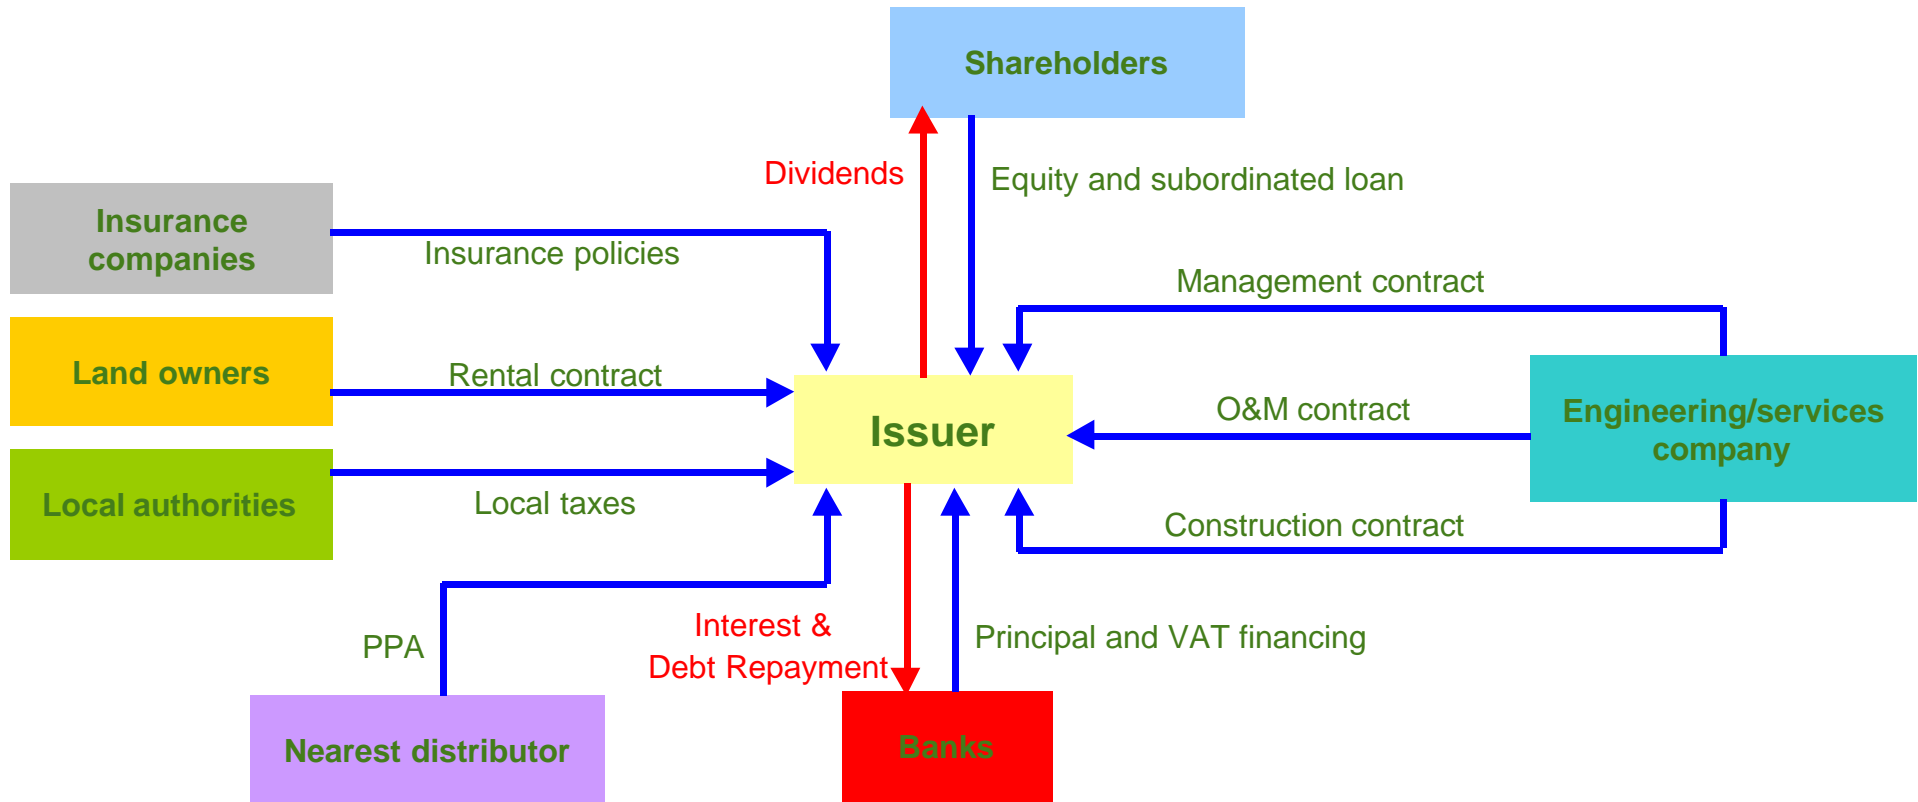 Shareholders
Dividends
Equity and subordinated loan
Insurance
companies
Insurance policies
Management contract
Land owners
Rental contract
Issuer
O&M contract
Engineering/services
company
Local authorities
Local taxes
Construction contract
PPA
Interest &
Debt Repayment
Principal and VAT financing
Nearest distributor
Banks